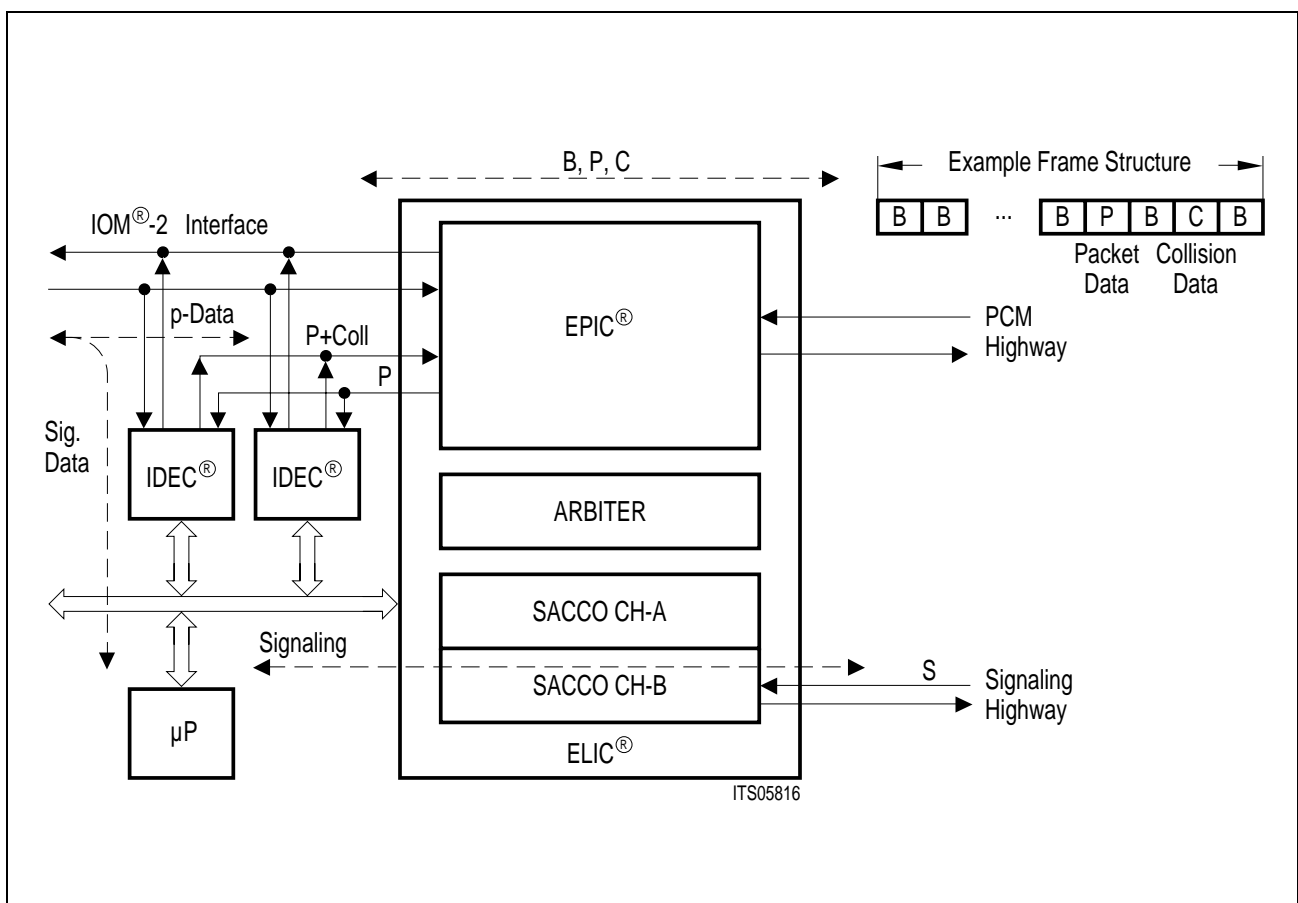 B, P, C
Example Frame Structure
B B ... B P B C B
Packet Data
Collision Data
IOM®-2 Interface
p-Data
P+Coll
P
EPIC®
PCM
Highway
Sig.
Data
IDEC®
IDEC®
ARBITER
SACCO CH-A
Signaling
SACCO CH-B
S
Signaling
Highway
µP
ELIC®
ITS05816